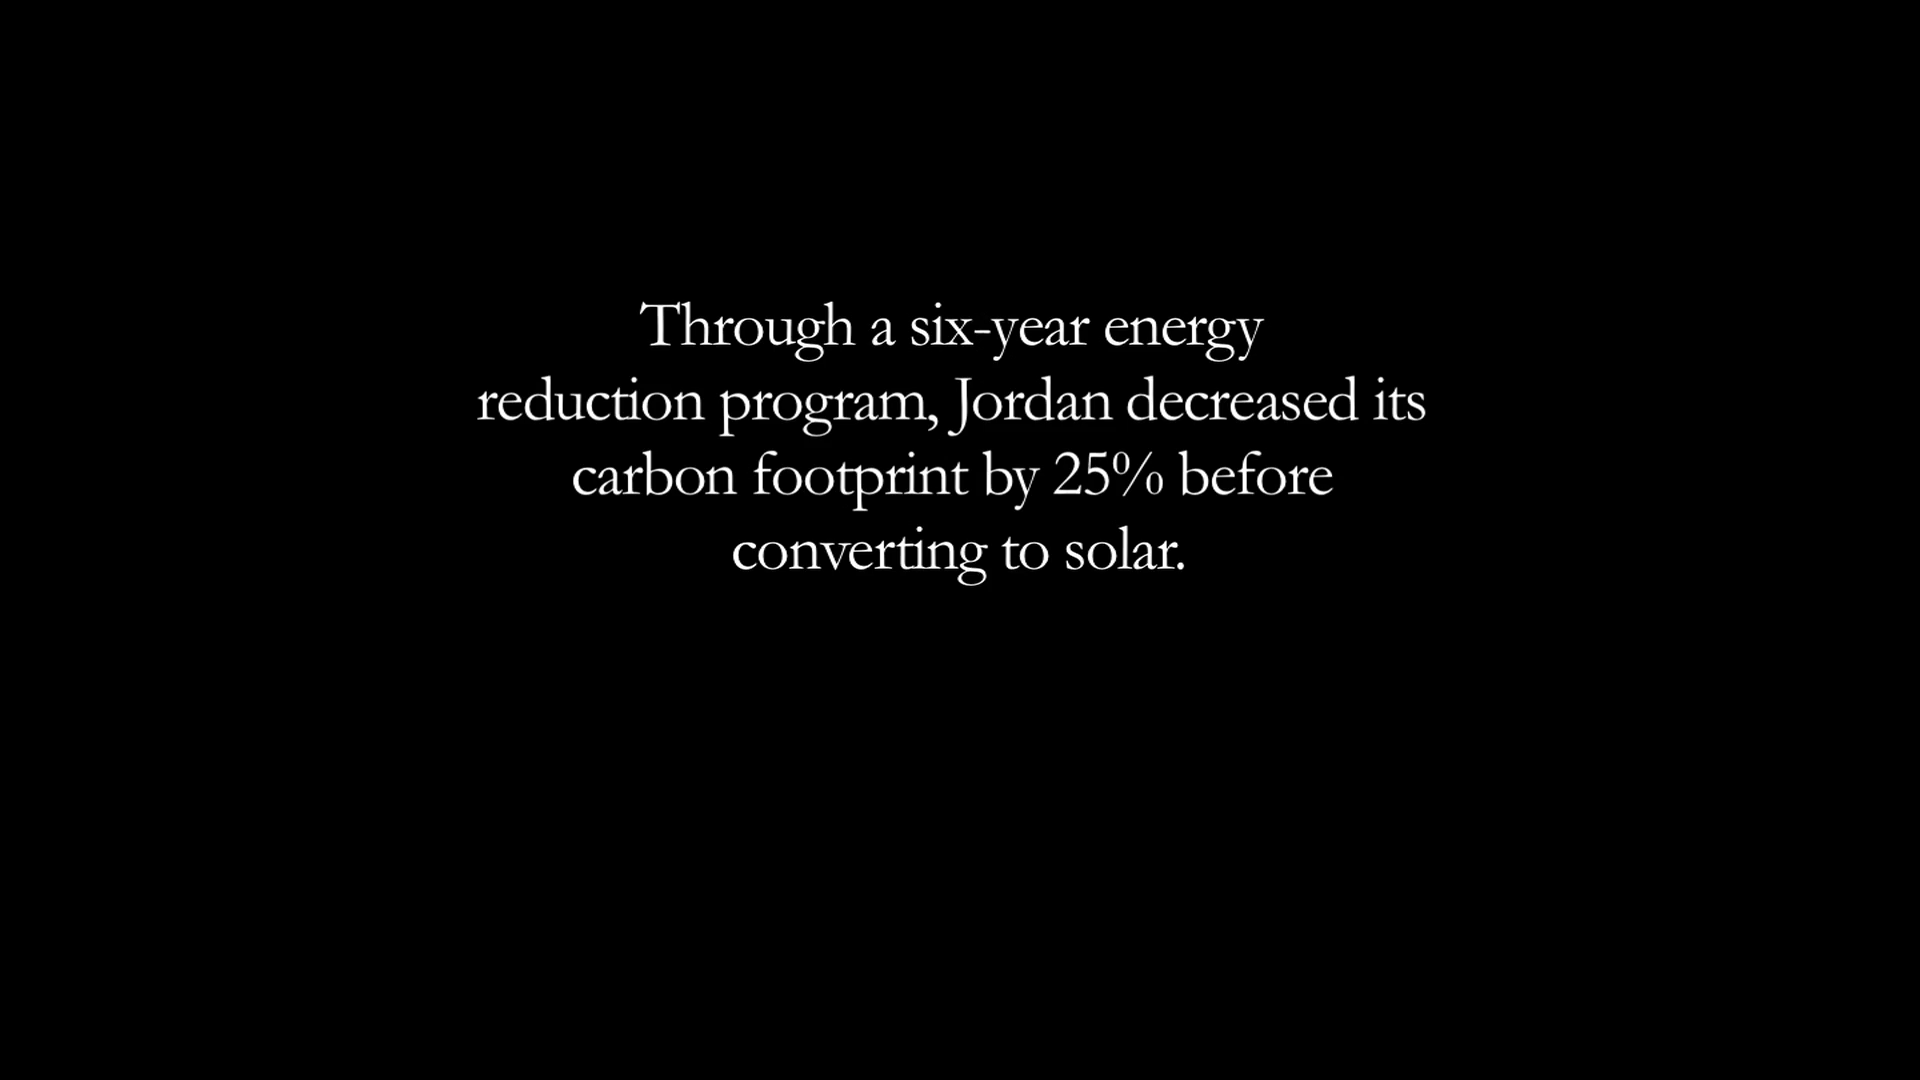 Through a six-year energy
reduction program, Jordan decreased its
carbon footprint by 25% before
converting to solar.